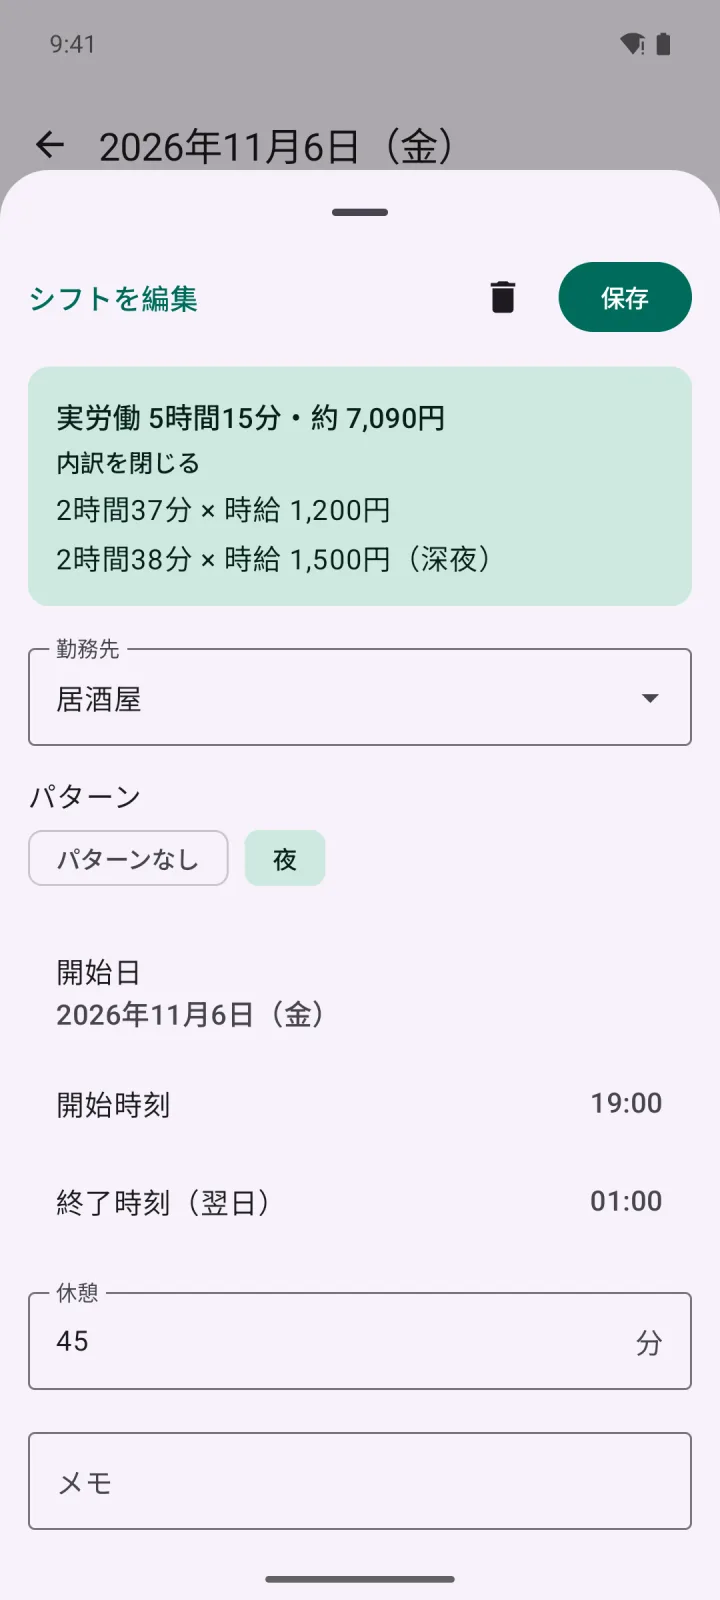 9:41
2026年11月6日（金）
シフトを編集
保存
実労働 5時間15分・約 7,090円
内訳を閉じる
2時間37分 × 時給 1,200円
2時間38分 × 時給 1,500円（深夜）
勤務先
居酒屋
パターン
パターンなし 夜
開始日
2026年11月6日（金）
開始時刻 19:00
終了時刻（翌日） 01:00
休憩
45 分
メモ